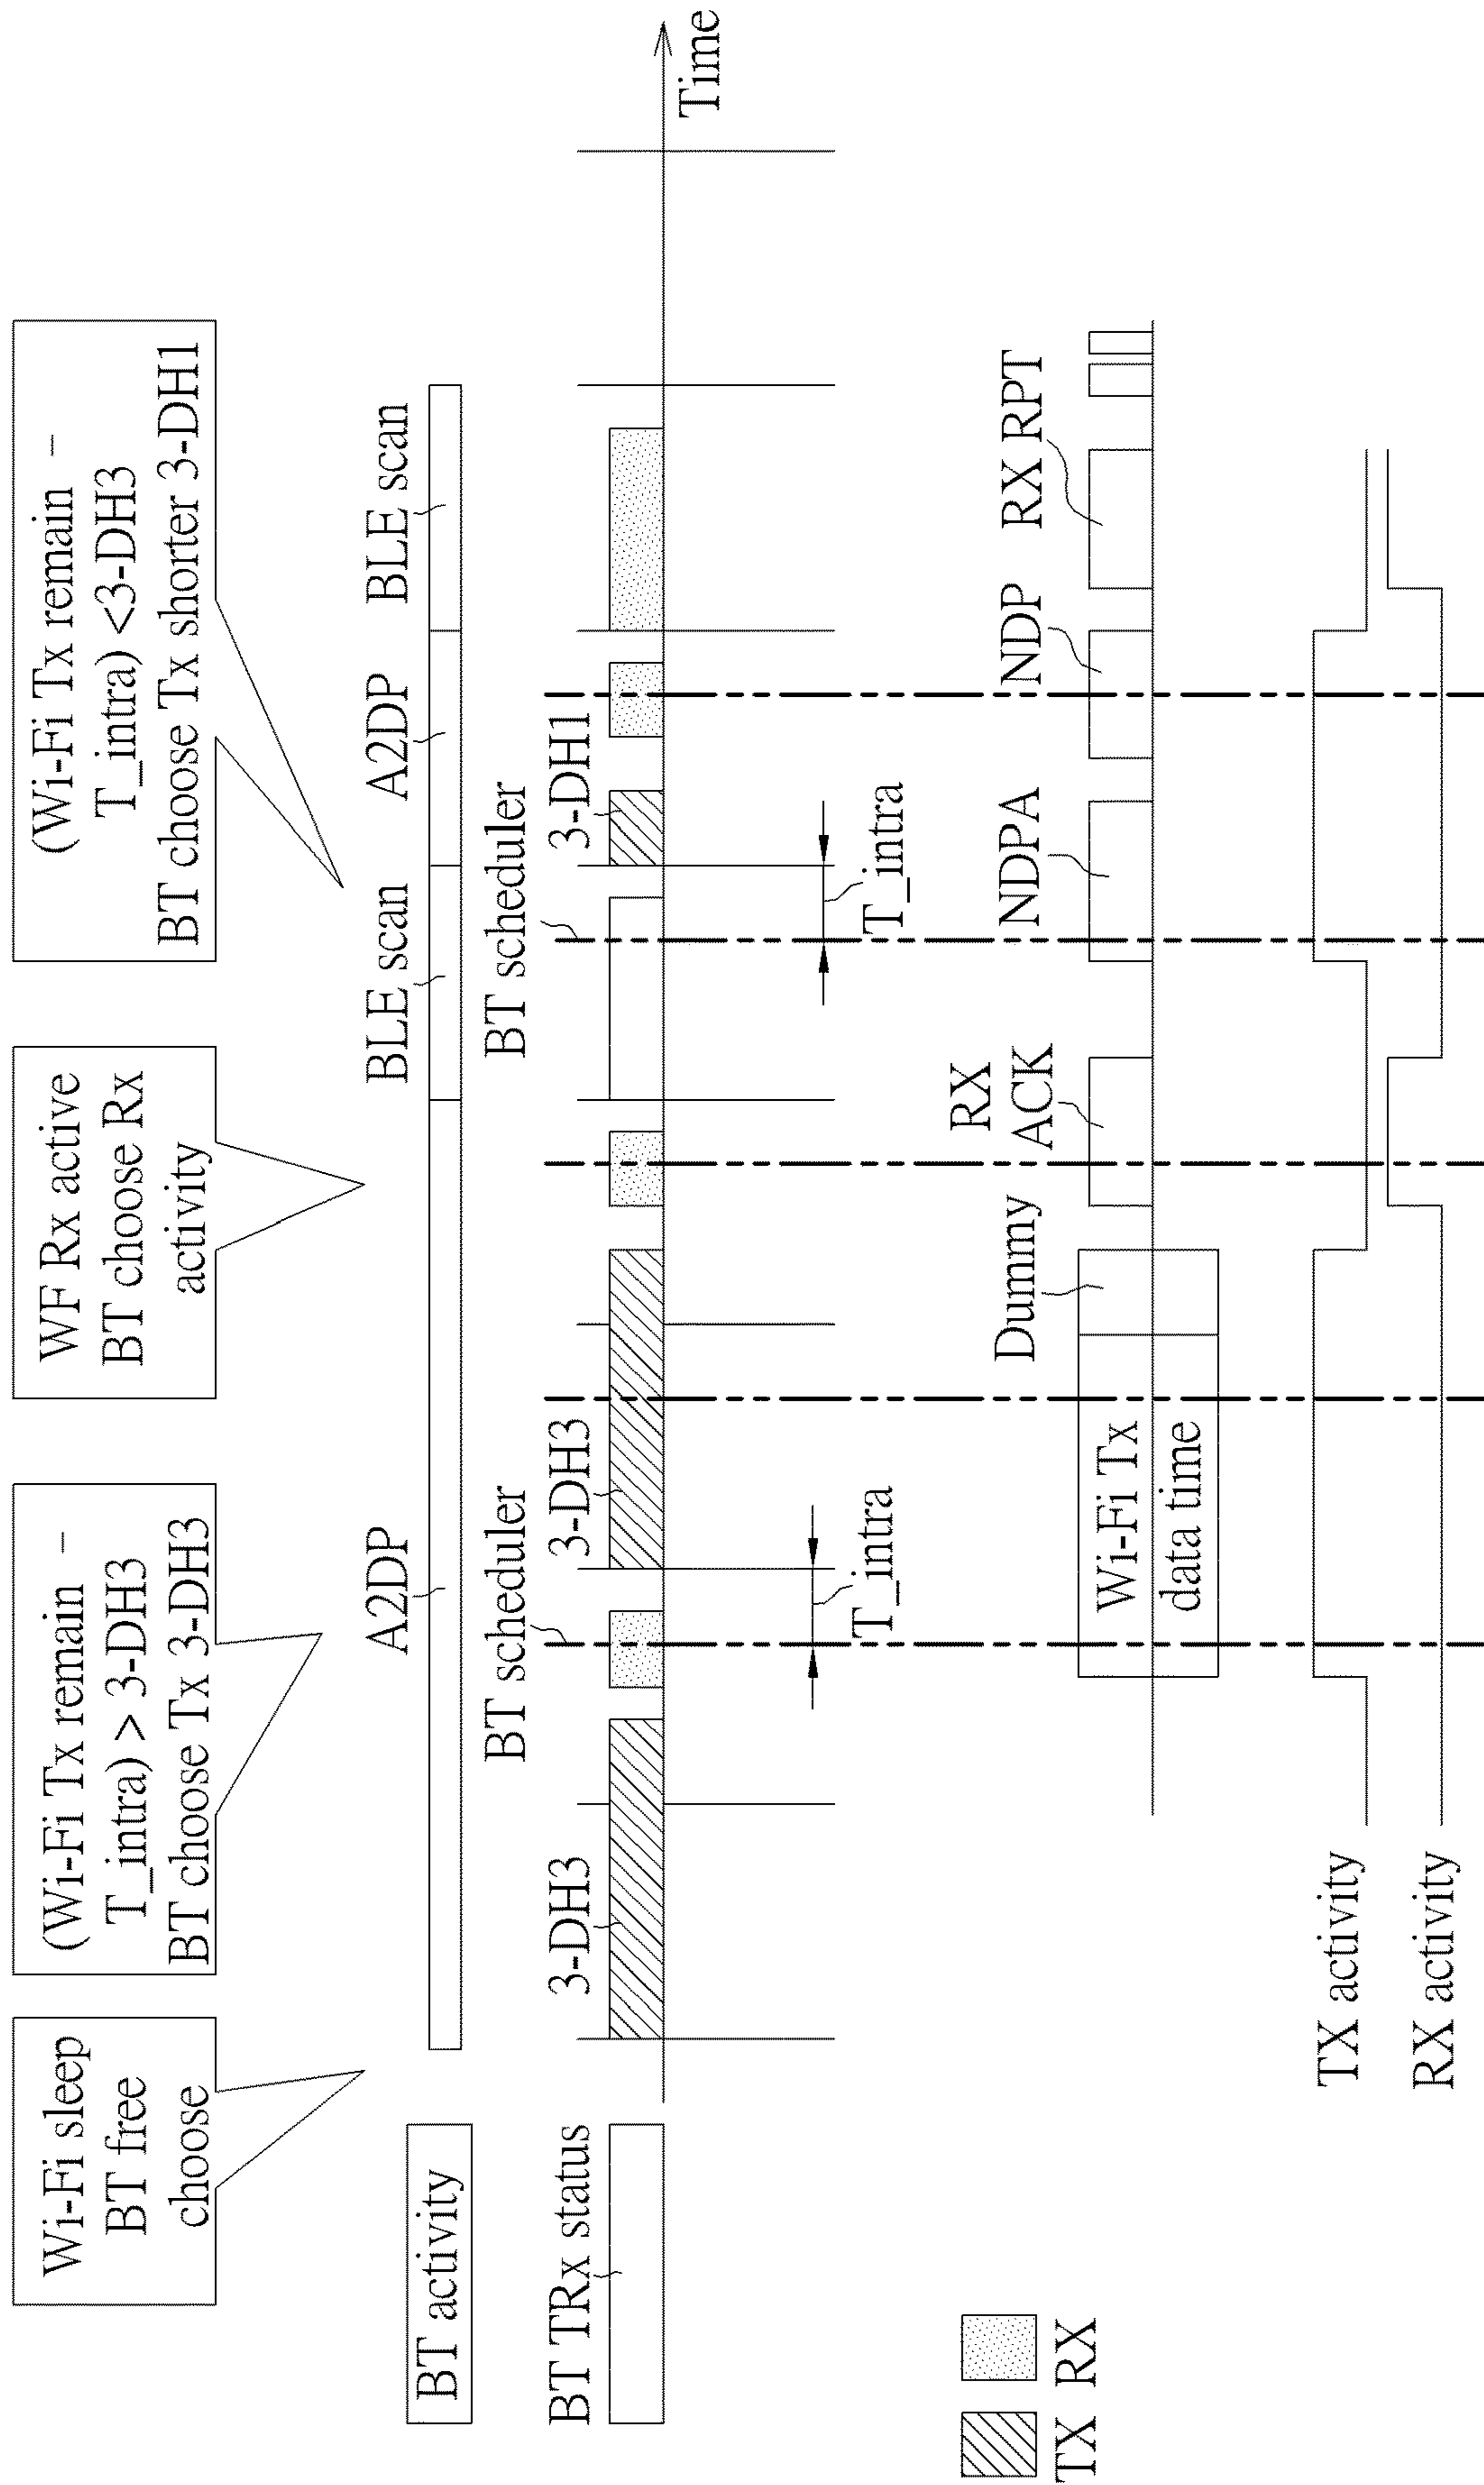 Wi-Fi sleep
BT free
choose
(Wi-Fi Tx remain –
T_intra) > 3-DH3
BT choose Tx 3-DH3
WF Rx active
BT choose Rx
activity
(Wi-Fi Tx remain –
T_intra) <3-DH3
BT choose Tx shorter 3-DH1
BT activity
A2DP
BLE scan
A2DP
BLE scan
BT scheduler
BT scheduler
BT TRx status
3-DH3
3-DH3
3-DH1
Time
T_intra
T_intra
Wi-Fi Tx
data time
Dummy
RX
ACK
NDPA
NDP
RX RPT
TX
RX
TX activity
RX activity